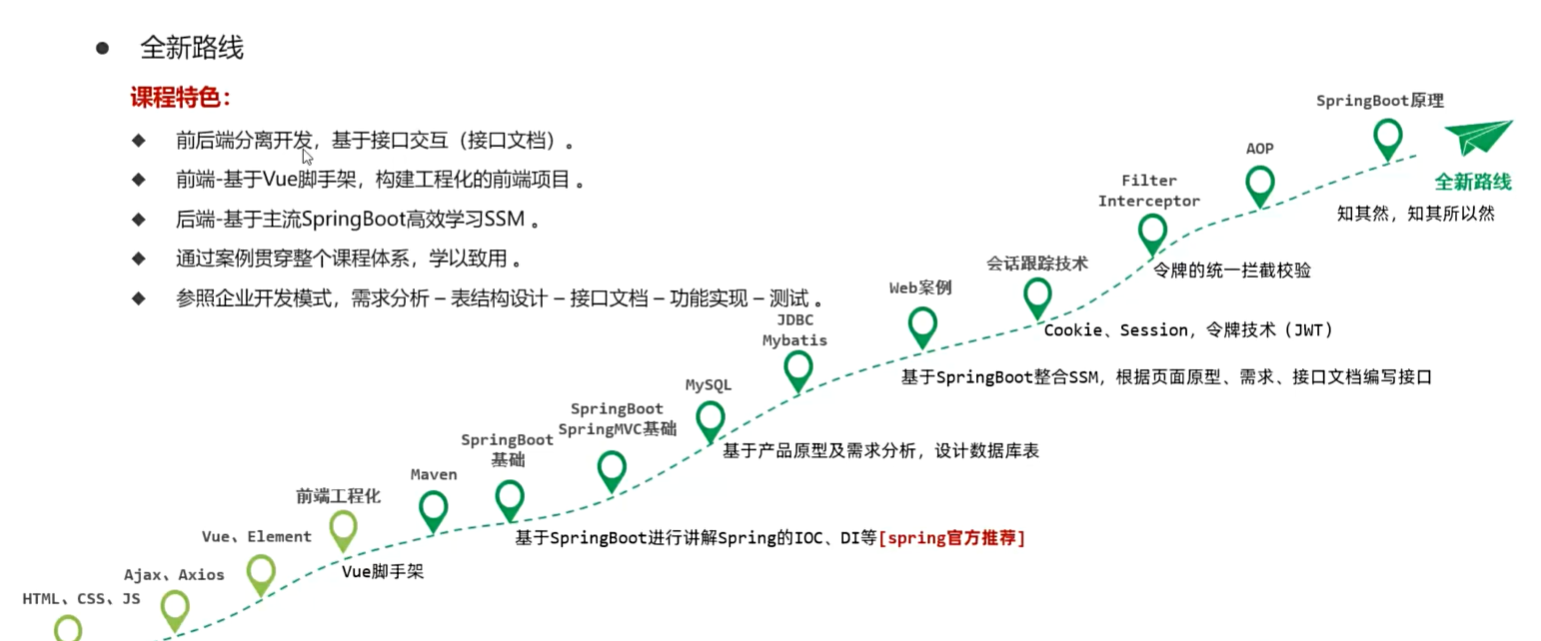 全新路线
课程特色：
前后端分离开发，基于接口交互（接口文档）。
前端-基于Vue脚手架，构建工程化的前端项目 。
后端-基于主流SpringBoot高效学习SSM 。
通过案例贯穿整个课程体系，学以致用 。
参照企业开发模式，需求分析 – 表结构设计 – 接口文档 – 功能实现 – 测试 。
HTML、CSS、JS
Ajax、Axios
Vue、Element
前端工程化
Vue脚手架
Maven
SpringBoot
基础
基于SpringBoot进行讲解Spring的IOC、DI等[spring官方推荐]
SpringBoot
SpringMVC基础
MySQL
基于产品原型及需求分析，设计数据库表
JDBC
Mybatis
Web案例
基于SpringBoot整合SSM，根据页面原型、需求、接口文档编写接口
会话跟踪技术
Cookie、Session，令牌技术（JWT）
Filter
Interceptor
令牌的统一拦截校验
AOP
SpringBoot原理
全新路线
知其然，知其所以然